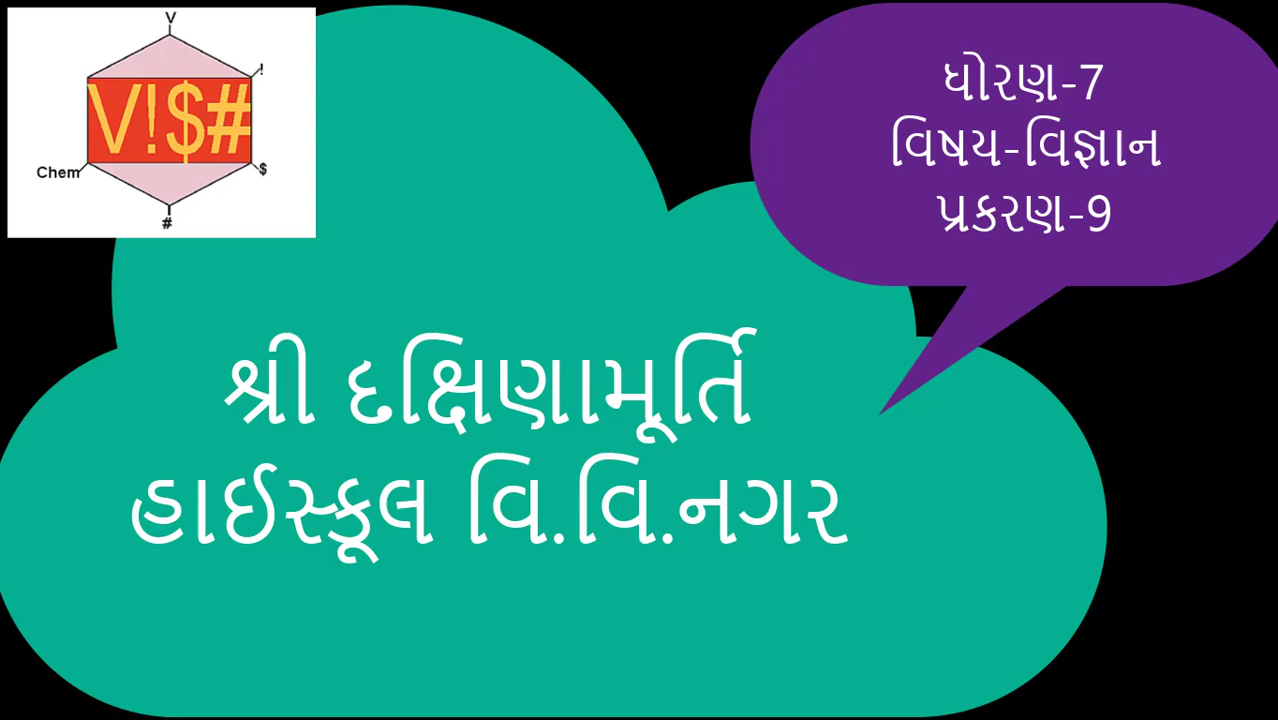 V
!
V!$#
Chem
$
#
ધોરણ-7
વિષય-વિજ્ઞાન
પ્રકરણ-9
શ્રી દક્ષિણામૂર્તિ
હાઈસ્કૂલ વિ.વિ.નગર